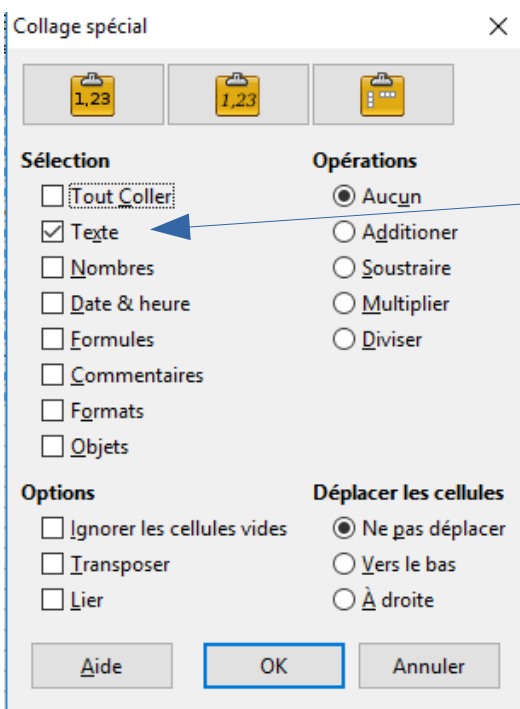 Collage spécial
1,23 1,23
Sélection Opérations
Tout Coller Aucun
Texte Additioner
Nombres Soustraire
Date & heure Multiplier
Formules Diviser
Commentaires
Formats
Objets
Options Déplacer les cellules
Ignorer les cellules vides Ne pas déplacer
Transposer Vers le bas
Lier À droite
Aide OK Annuler